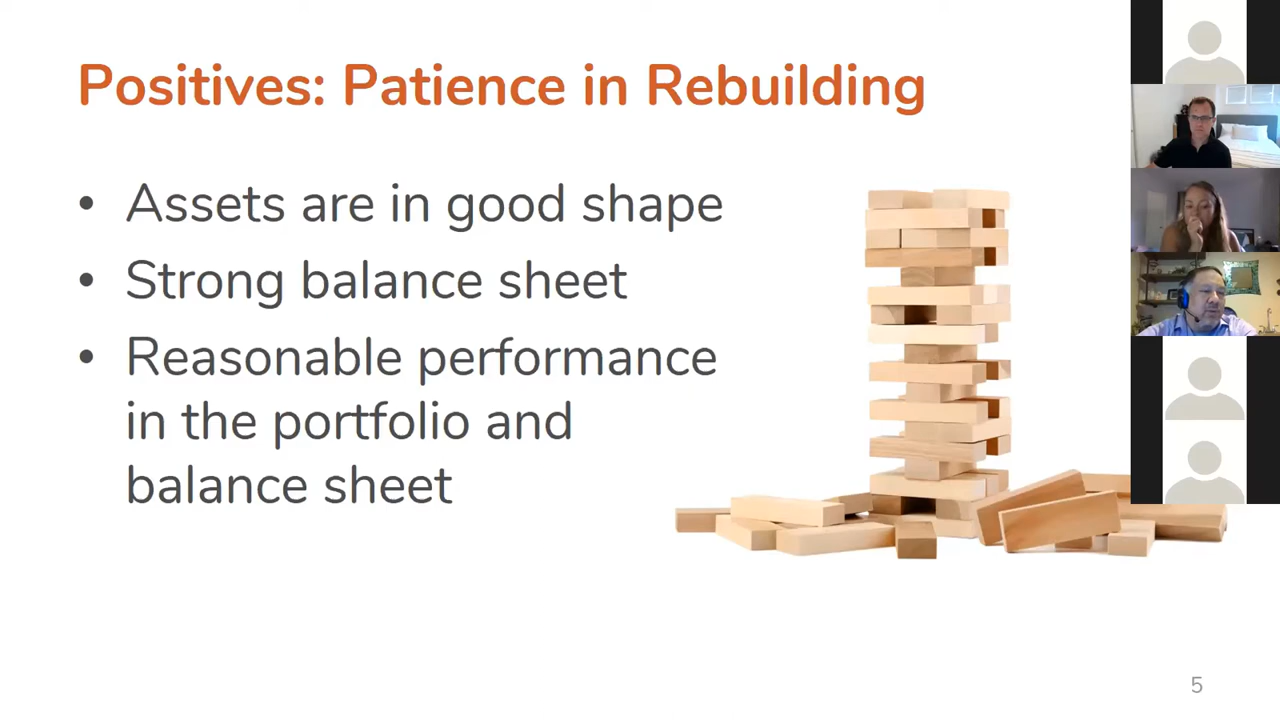 Positives: Patience in Rebuilding
• Assets are in good shape
• Strong balance sheet
• Reasonable performance
in the portfolio and
balance sheet
5